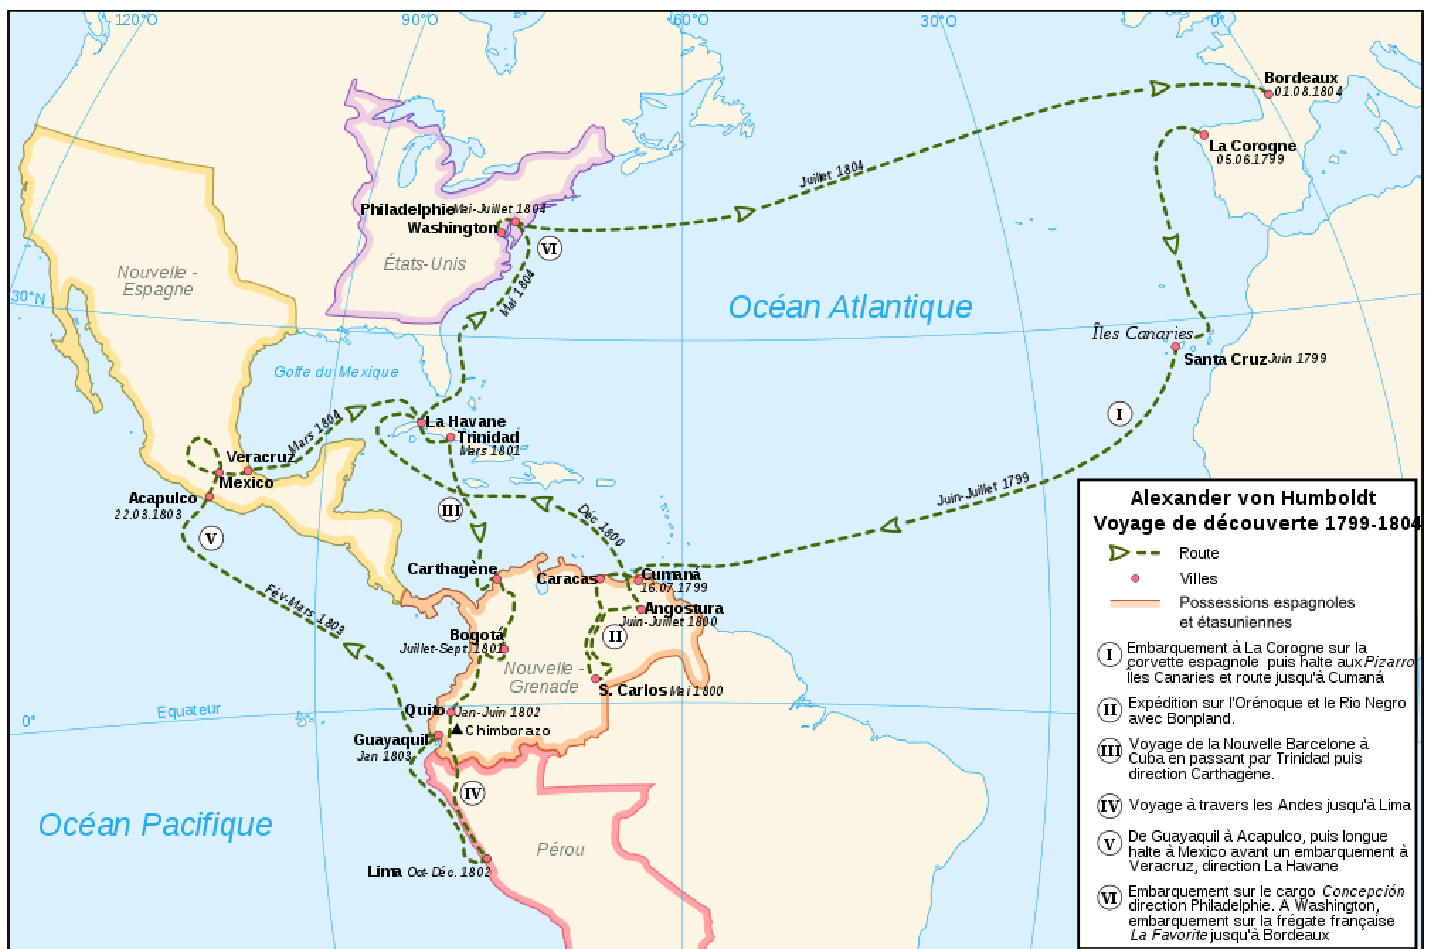 120°O
90°O
60°O
30°O
0°
Bordeaux
01.08.1804
La Corogne
05.06.1799
Juillet 1804
Philadelphie Mai-Juillet 1804
Washington
VI
États-Unis
Mai 1804
Nouvelle -
Espagne
30°N
Océan Atlantique
Îles Canaries
Santa Cruz Juin 1799
Golfe du Mexique
I
La Havane
Trinidad
Mars 1801
Mars 1804
Veracruz
Mexico
Acapulco
22.03.1803
V
III
Déc 1800
Juin-Juillet 1799
Carthagène
Caracas
Cumaná
16.07.1799
Angostura
Juin-Juillet 1800
II
Fév-Mars 1803
Bogotá
Juillet-Sept. 1801
Nouvelle -
Grenade
S. Carlos Mai 1800
Quito Jan-Juin 1802
Chimborazo
Equateur
0°
Guayaquil
Jan 1803
IV
Océan Pacifique
Pérou
Lima Oct-Déc. 1802
Alexander von Humboldt
Voyage de découverte 1799-1804
Route
Villes
Possessions espagnoles
et étasuniennes
I Embarquement à La Corogne sur la
corvette espagnole puis halte aux Pizarro
Îles Canaries et route jusqu'à Cumaná
II Expédition sur l'Orénoque et le Rio Negro
avec Bonpland.
III Voyage de la Nouvelle Barcelone à
Cuba en passant par Trinidad puis
direction Carthagène.
IV Voyage à travers les Andes jusqu'à Lima
V De Guayaquil à Acapulco, puis longue
halte à Mexico avant un embarquement à
Veracruz, direction La Havane
VI Embarquement sur le cargo Concepción
direction Philadelphie. A Washington,
embarquement sur la frégate française
La Favorite jusqu'à Bordeaux